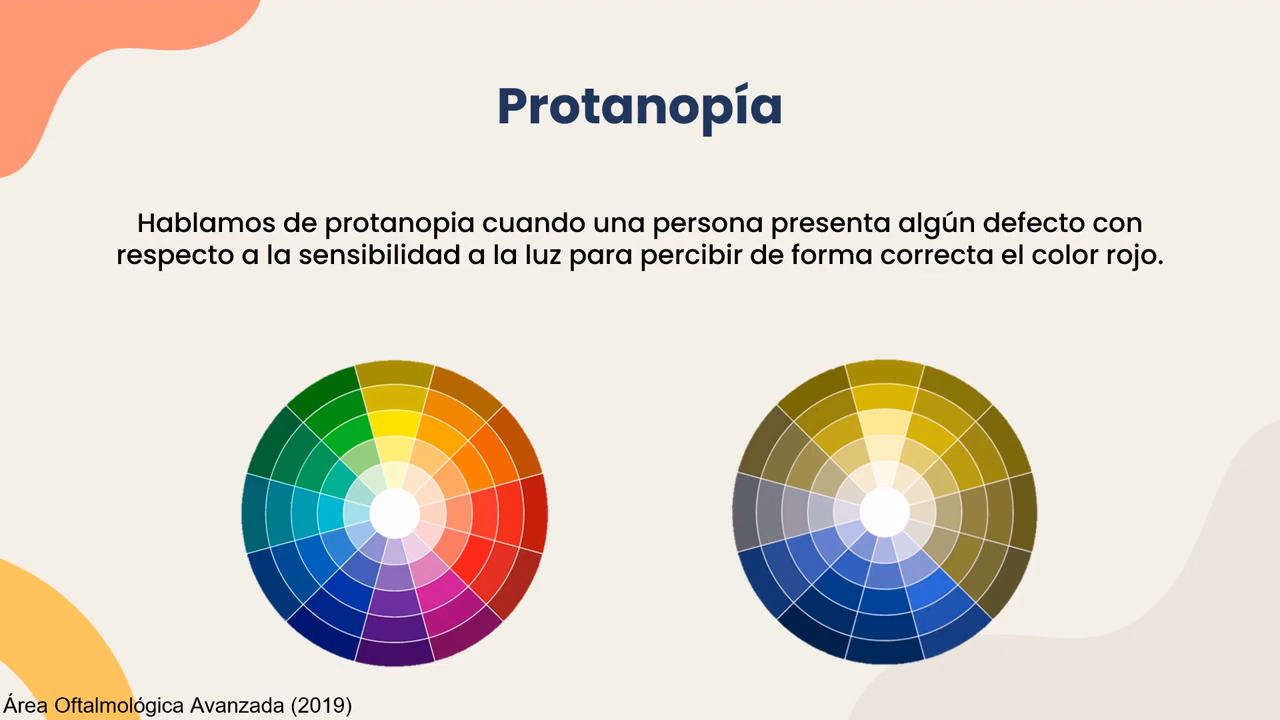 Protanopía
Hablamos de protanopia cuando una persona presenta algún defecto con
respecto a la sensibilidad a la luz para percibir de forma correcta el color rojo.
Área Oftalmológica Avanzada (2019)